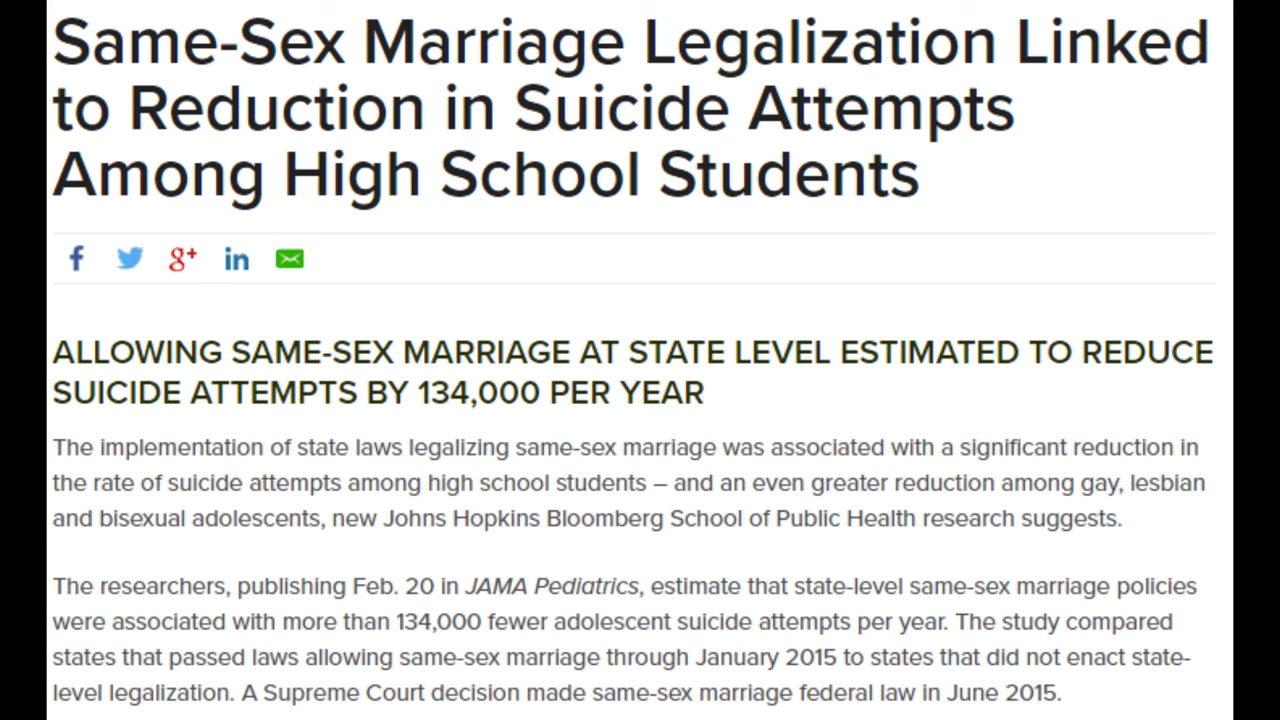 Same-Sex Marriage Legalization Linked
to Reduction in Suicide Attempts
Among High School Students
ALLOWING SAME-SEX MARRIAGE AT STATE LEVEL ESTIMATED TO REDUCE
SUICIDE ATTEMPTS BY 134,000 PER YEAR
The implementation of state laws legalizing same-sex marriage was associated with a significant reduction in
the rate of suicide attempts among high school students – and an even greater reduction among gay, lesbian
and bisexual adolescents, new Johns Hopkins Bloomberg School of Public Health research suggests.
The researchers, publishing Feb. 20 in JAMA Pediatrics, estimate that state-level same-sex marriage policies
were associated with more than 134,000 fewer adolescent suicide attempts per year. The study compared
states that passed laws allowing same-sex marriage through January 2015 to states that did not enact state-
level legalization. A Supreme Court decision made same-sex marriage federal law in June 2015.